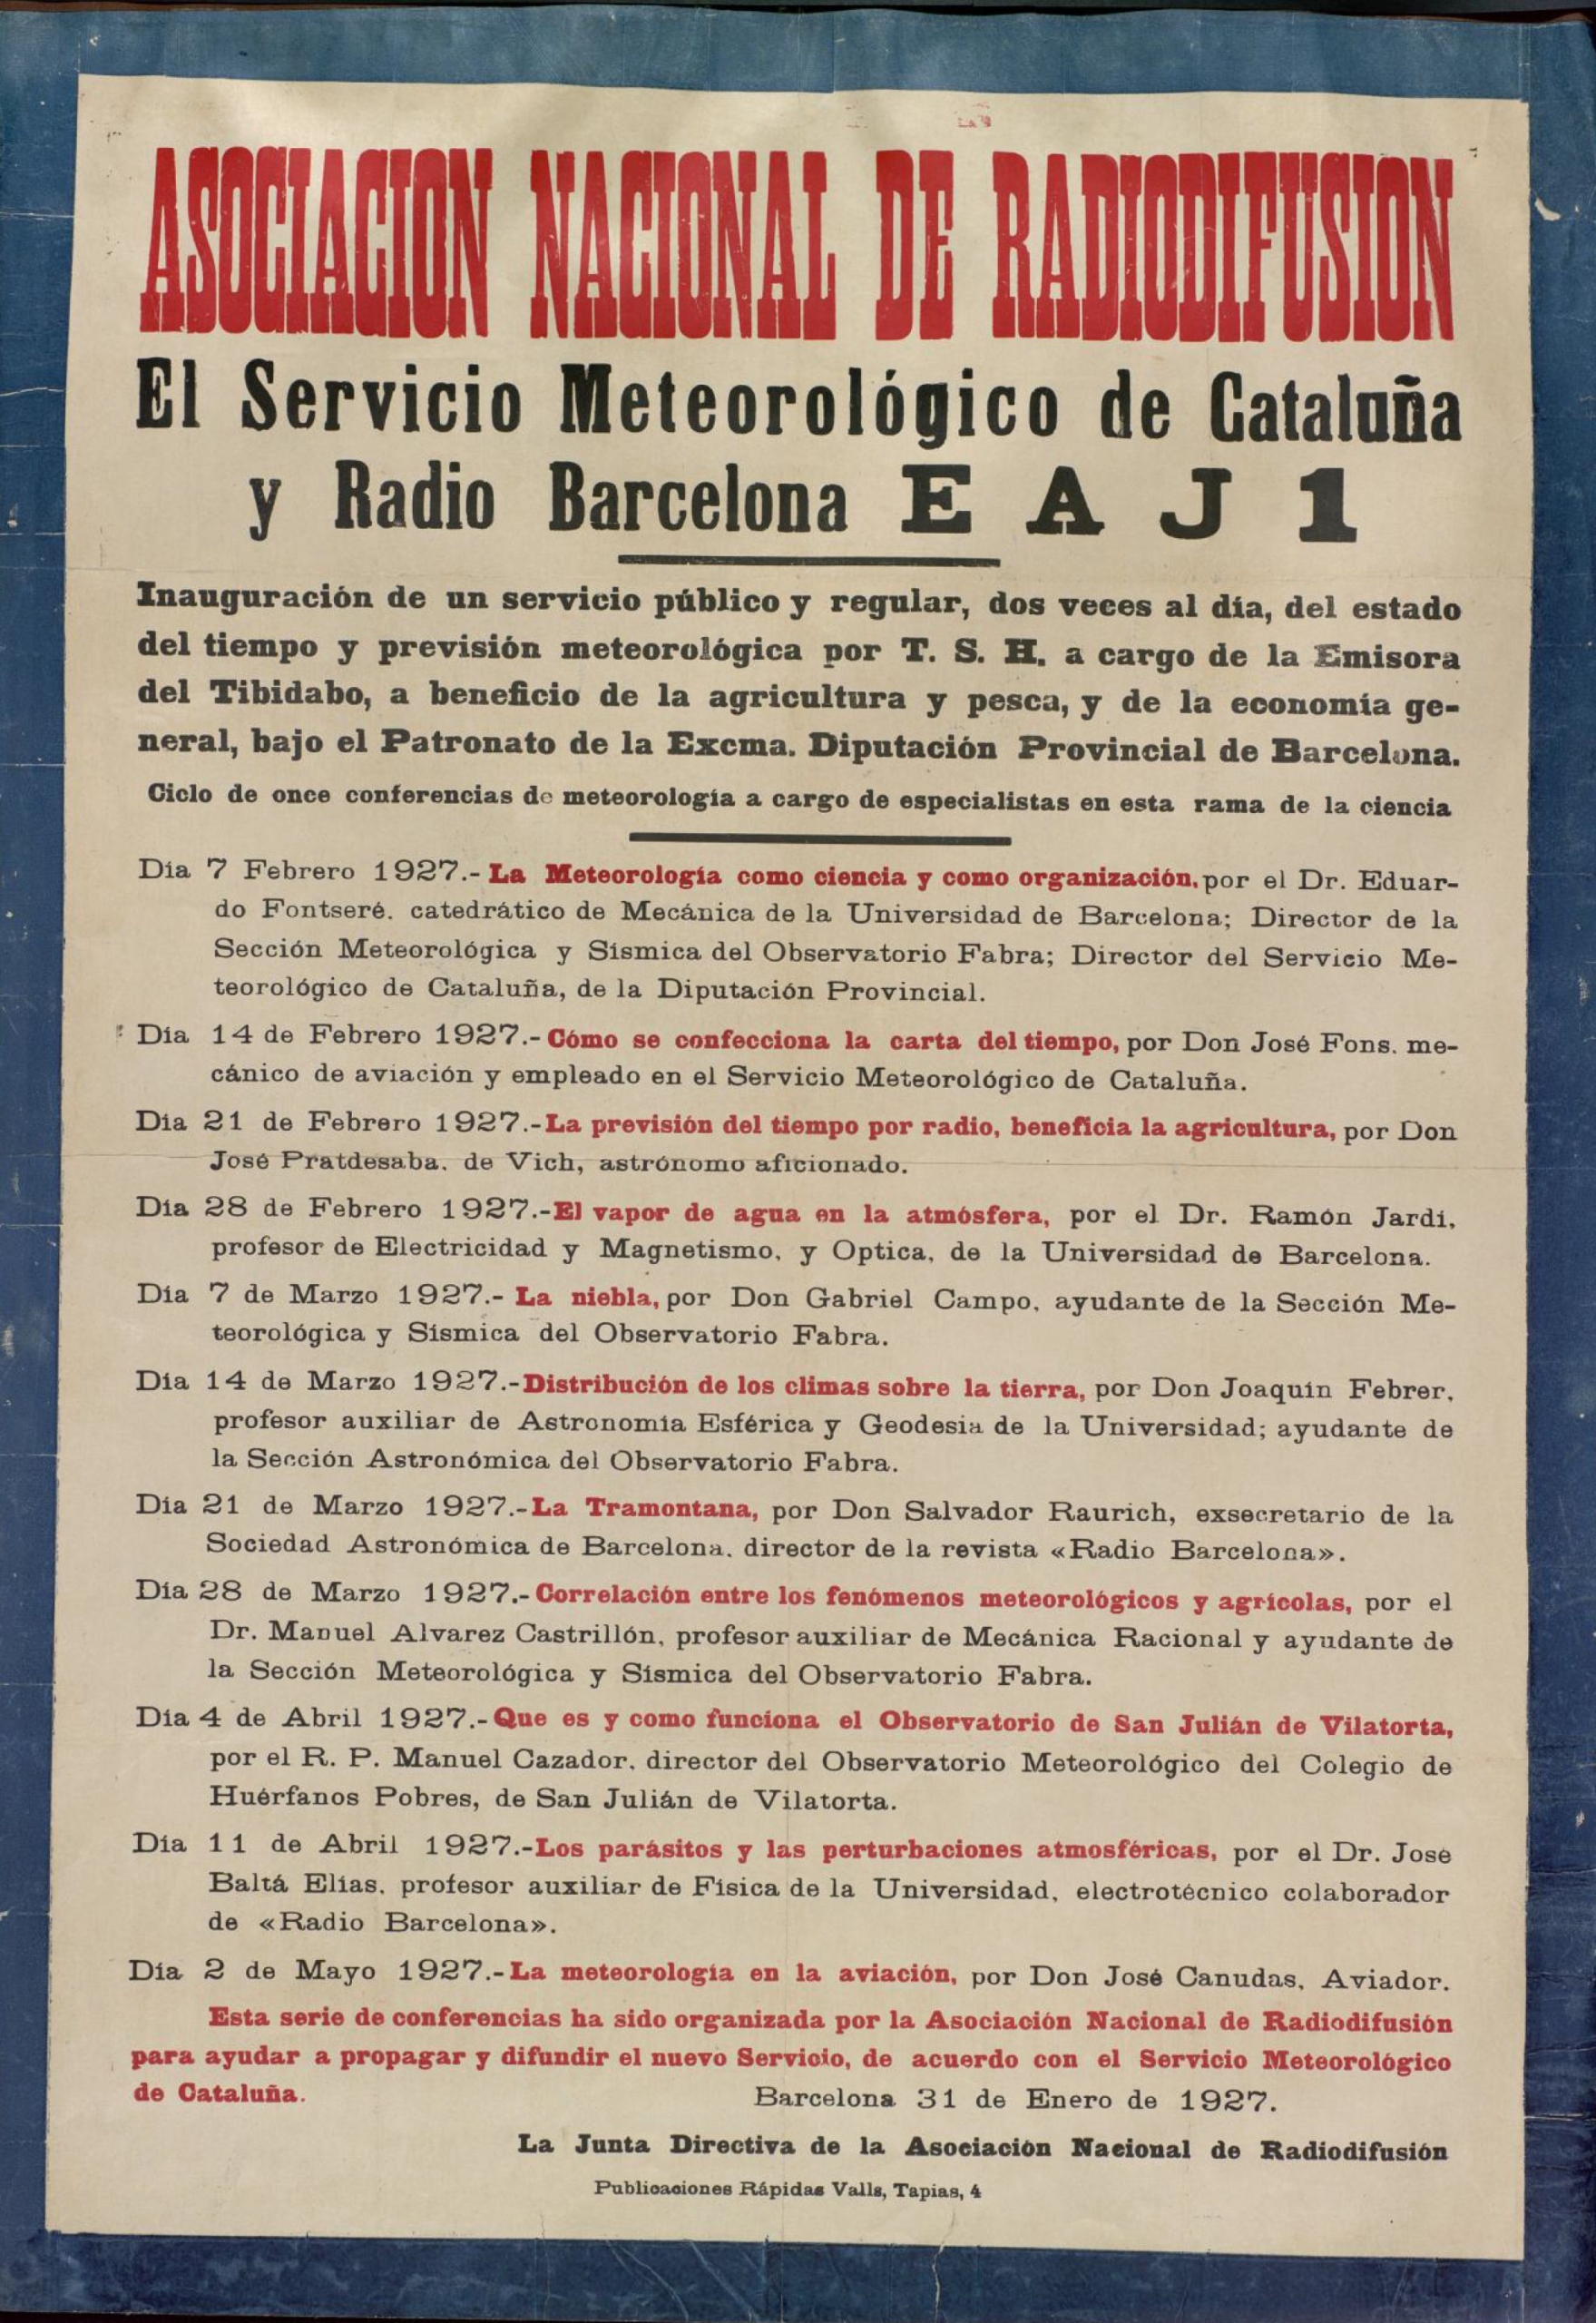 ASOCIACION NACIONAL DE RADIODIFUSION
El Servicio Meteorológico de Cataluña
y Radio Barcelona E A J 1
Inauguración de un servicio público y regular, dos veces al día, del estado
del tiempo y previsión meteorológica por T. S. H. a cargo de la Emisora
del Tibidabo, a beneficio de la agricultura y pesca, y de la economía ge-
neral, bajo el Patronato de la Excma. Diputación Provincial de Barcelona.
Ciclo de once conferencias de meteorología a cargo de especialistas en esta rama de la ciencia
Día 7 Febrero 1927.- La Meteorología como ciencia y como organización, por el Dr. Eduar-
do Fontseré. catedrático de Mecánica de la Universidad de Barcelona; Director de la
Sección Meteorológica y Sísmica del Observatorio Fabra; Director del Servicio Me-
teorológico de Cataluña, de la Diputación Provincial.
Día 14 de Febrero 1927.- Cómo se confecciona la carta del tiempo, por Don José Fons. me-
cánico de aviación y empleado en el Servicio Meteorológico de Cataluña.
Día 21 de Febrero 1927.-La previsión del tiempo por radio, beneficia la agricultura, por Don
José Pratdesaba. de Vich, astrónomo aficionado.
Día 28 de Febrero 1927.-El vapor de agua en la atmósfera, por el Dr. Ramón Jardí,
profesor de Electricidad y Magnetismo, y Optica, de la Universidad de Barcelona.
Día 7 de Marzo 1927.- La niebla, por Don Gabriel Campo, ayudante de la Sección Me-
teorológica y Sísmica del Observatorio Fabra.
Día 14 de Marzo 1927.-Distribución de los climas sobre la tierra, por Don Joaquín Febrer,
profesor auxiliar de Astronomía Esférica y Geodesia de la Universidad; ayudante de
la Sección Astronómica del Observatorio Fabra.
Día 21 de Marzo 1927.-La Tramontana, por Don Salvador Raurich, exsecretario de la
Sociedad Astronómica de Barcelona. director de la revista «Radio Barcelona».
Día 28 de Marzo 1927.-Correlación entre los fenómenos meteorológicos y agrícolas, por el
Dr. Manuel Alvarez Castrillón, profesor auxiliar de Mecánica Racional y ayudante de
la Sección Meteorológica y Sísmica del Observatorio Fabra.
Día 4 de Abril 1927.-Que es y como funciona el Observatorio de San Julián de Vilatorta,
por el R. P. Manuel Cazador, director del Observatorio Meteorológico del Colegio de
Huérfanos Pobres, de San Julián de Vilatorta.
Día 11 de Abril 1927.-Los parásitos y las perturbaciones atmosféricas, por el Dr. José
Baltá Elías, profesor auxiliar de Física de la Universidad, electrotécnico colaborador
de «Radio Barcelona».
Día 2 de Mayo 1927.-La meteorología en la aviación, por Don José Canudas, Aviador.
Esta serie de conferencias ha sido organizada por la Asociación Nacional de Radiodifusión
para ayudar a propagar y difundir el nuevo Servicio, de acuerdo con el Servicio Meteorológico
de Cataluña.
Barcelona 31 de Enero de 1927.
La Junta Directiva de la Asociación Nacional de Radiodifusión
Publicaciones Rápidas Valls, Tapias, 4